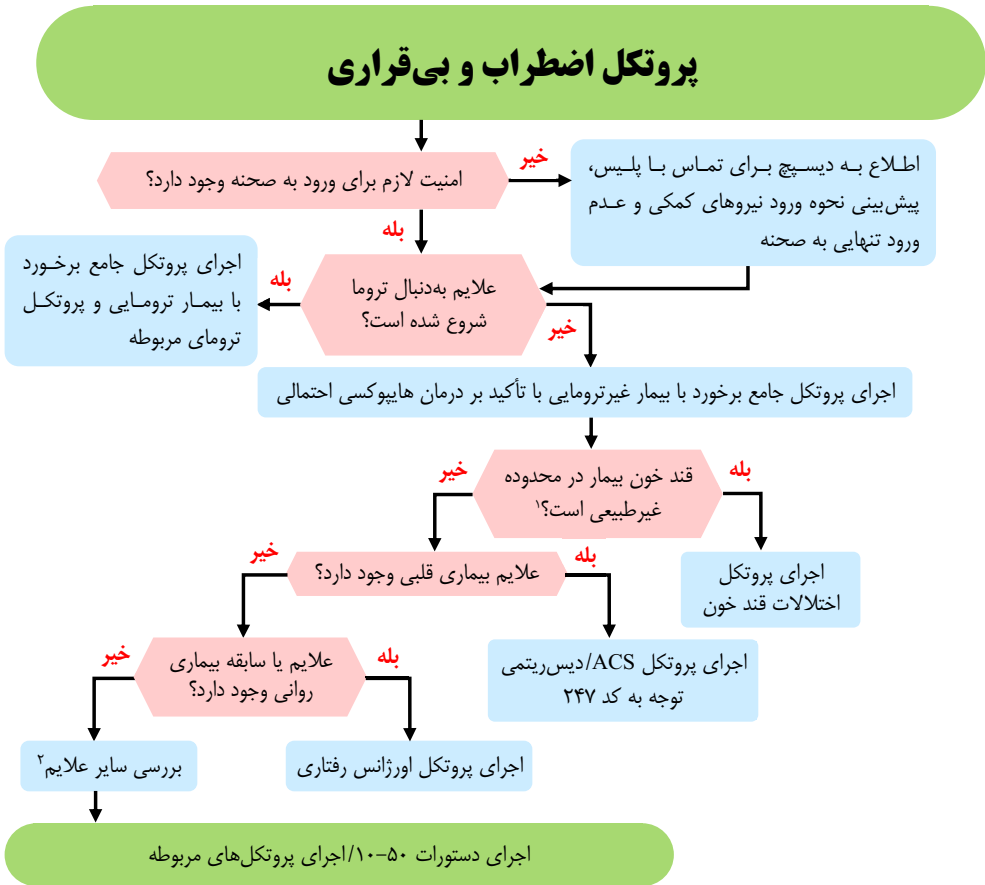 پروتکل اضطراب و بی‌قراری
امنیت لازم برای ورود به صحنه وجود دارد؟
خیر
اطلاع به دیسپچ برای تماس با پلیس،
پیش‌بینی نحوه ورود نیروهای کمکی و عدم
ورود تنهایی به صحنه
بله
علایم به‌دنبال تروما
شروع شده است؟
بله
اجرای پروتکل جامع برخورد
با بیمار ترومایی و پروتکل
ترومای مربوطه
خیر
اجرای پروتکل جامع برخورد با بیمار غیرترومایی با تأکید بر درمان هایپوکسی احتمالی
قند خون بیمار در محدوده
غیرطبیعی است؟۱
بله
اجرای پروتکل
اختلالات قند خون
خیر
علایم بیماری قلبی وجود دارد؟
بله
اجرای پروتکل ACS/دیس‌ریتمی
توجه به کد ۲۴۷
خیر
علایم یا سابقه بیماری
روانی وجود دارد؟
بله
اجرای پروتکل اورژانس رفتاری
خیر
بررسی سایر علایم۲
اجرای دستورات ۵۰–۱۰/اجرای پروتکل‌های مربوطه